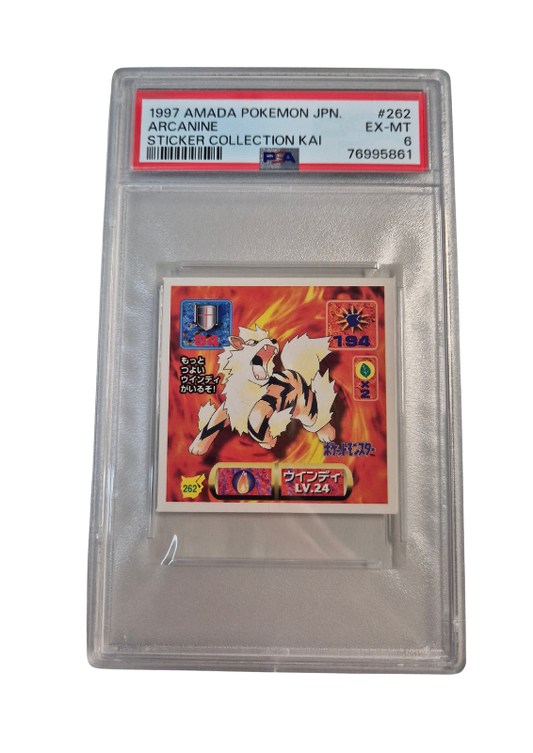 1997 AMADA POKEMON JPN. #262
ARCANINE EX-MT
STICKER COLLECTION KAI 6
PSA 76995861
84
194
もっと
つよい
ウインディ
がいるぞ!
×2
ポケットモンスター
262
ウインディ
LV.24